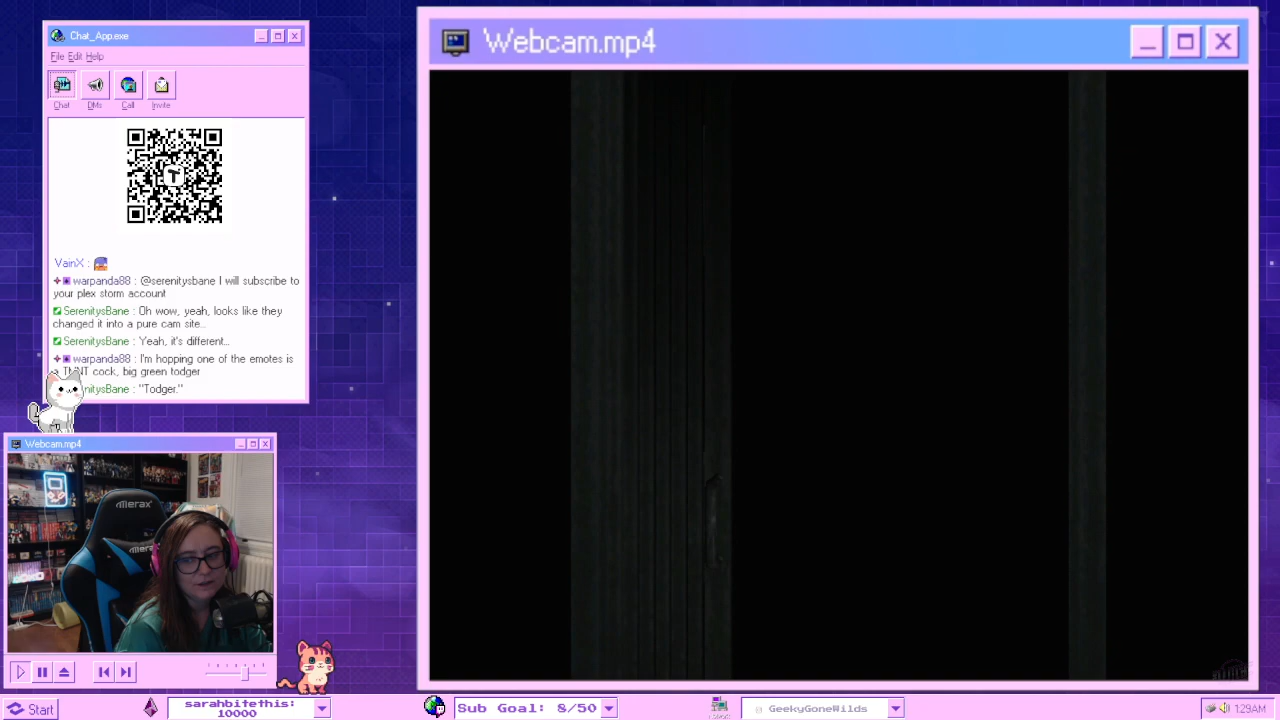 Chat_App.exe
File Edit Help
Chat DMs Call Invite
T
VainX :
warpanda88 : @serenitysbane I will subscribe to
your plex storm account
SerenitysBane : Oh wow, yeah, looks like they
changed it into a pure cam site...
SerenitysBane : Yeah, it's different...
warpanda88 : I'm hopping one of the emotes is
TMNT cock, big green todger
nitysBane : "Todger."
Webcam.mp4
Webcam.mp4
merax
Start
sarahbitethis:
10000
Sub Goal: 8/50
@ GeekyGoneWilds
1:29AM